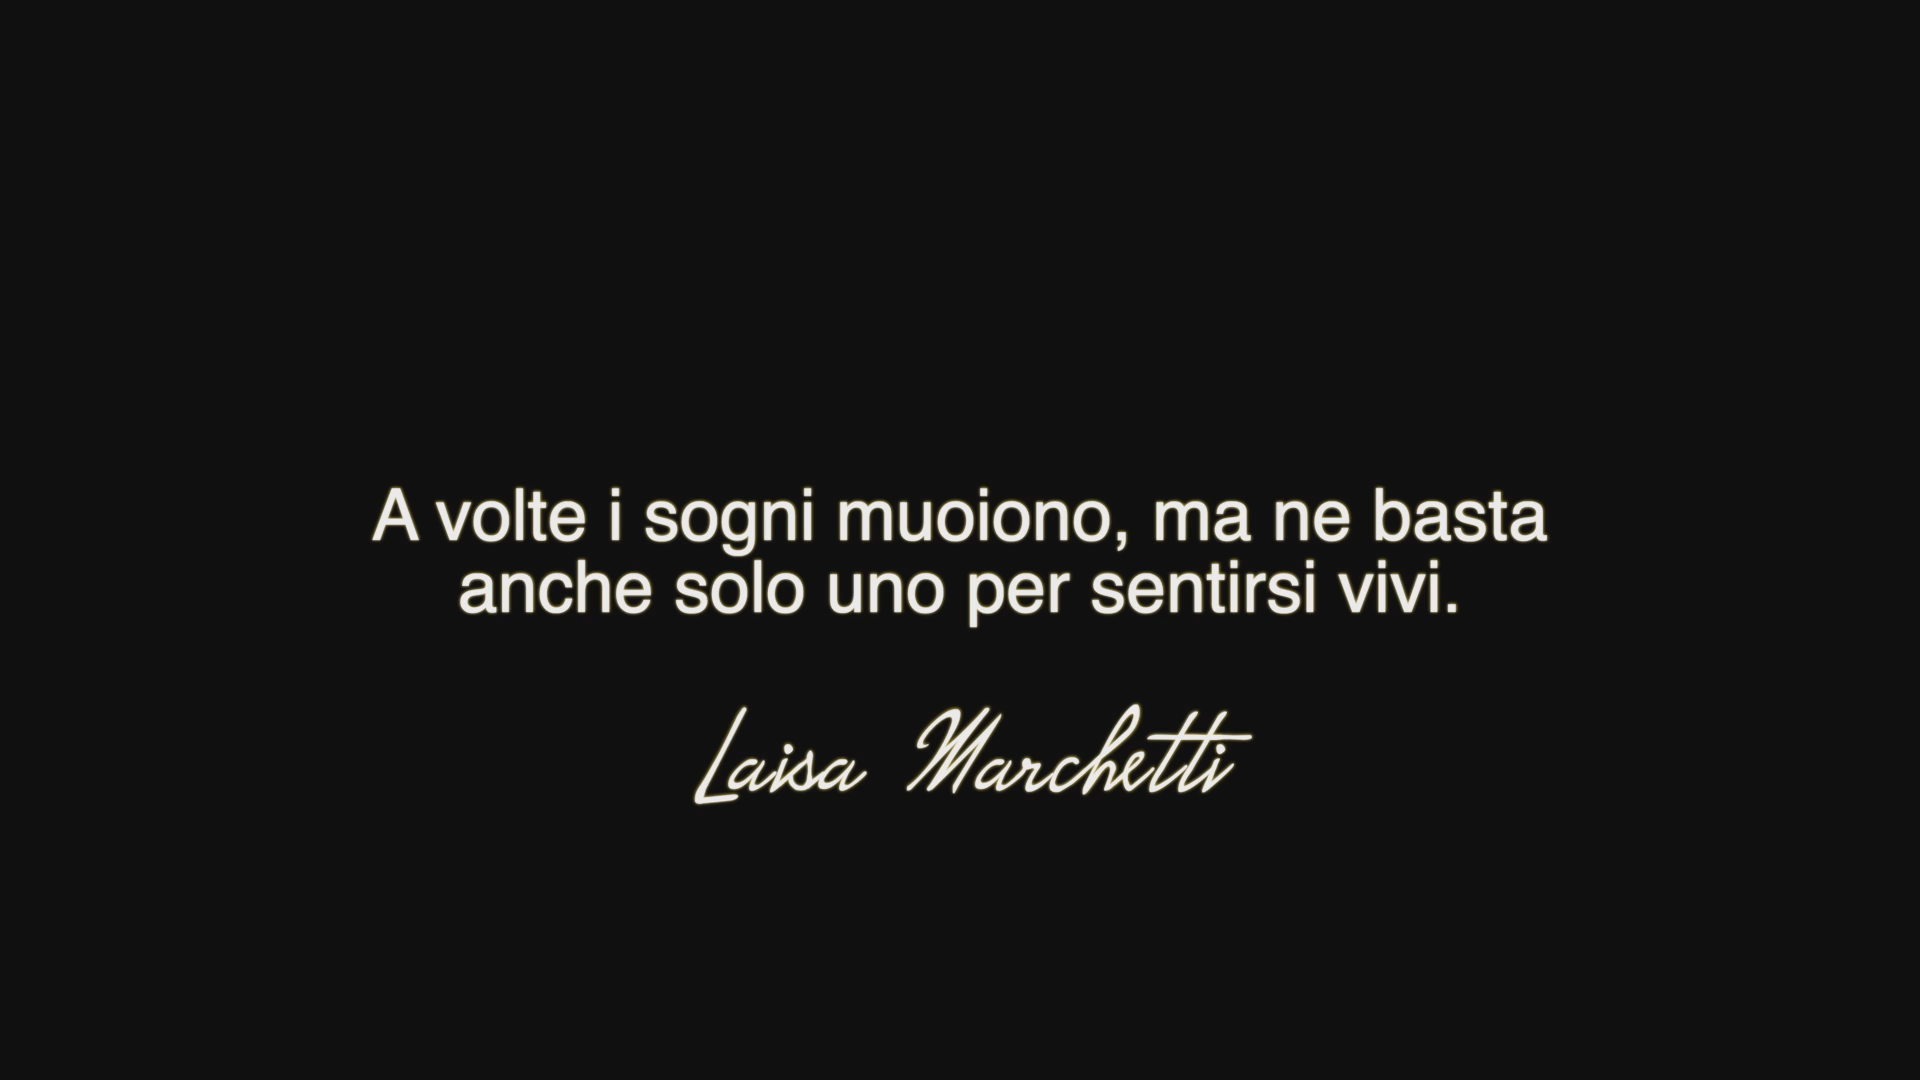 A volte i sogni muoiono, ma ne basta
anche solo uno per sentirsi vivi.
Laisa Marchetti